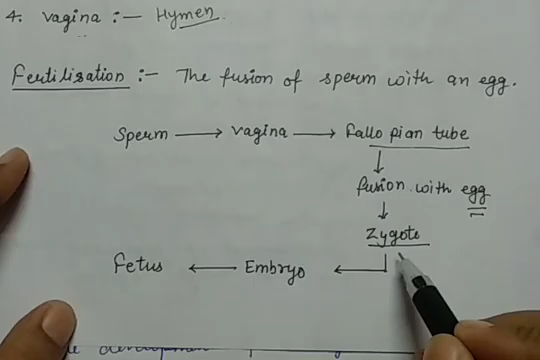 4. Vagina :— Hymen
Fertilisation :— The fusion of sperm with an egg.
Sperm → Vagina → Fallopian tube
↓
fusion with egg
↓
Zygote
Fetus ← Embryo ←
development